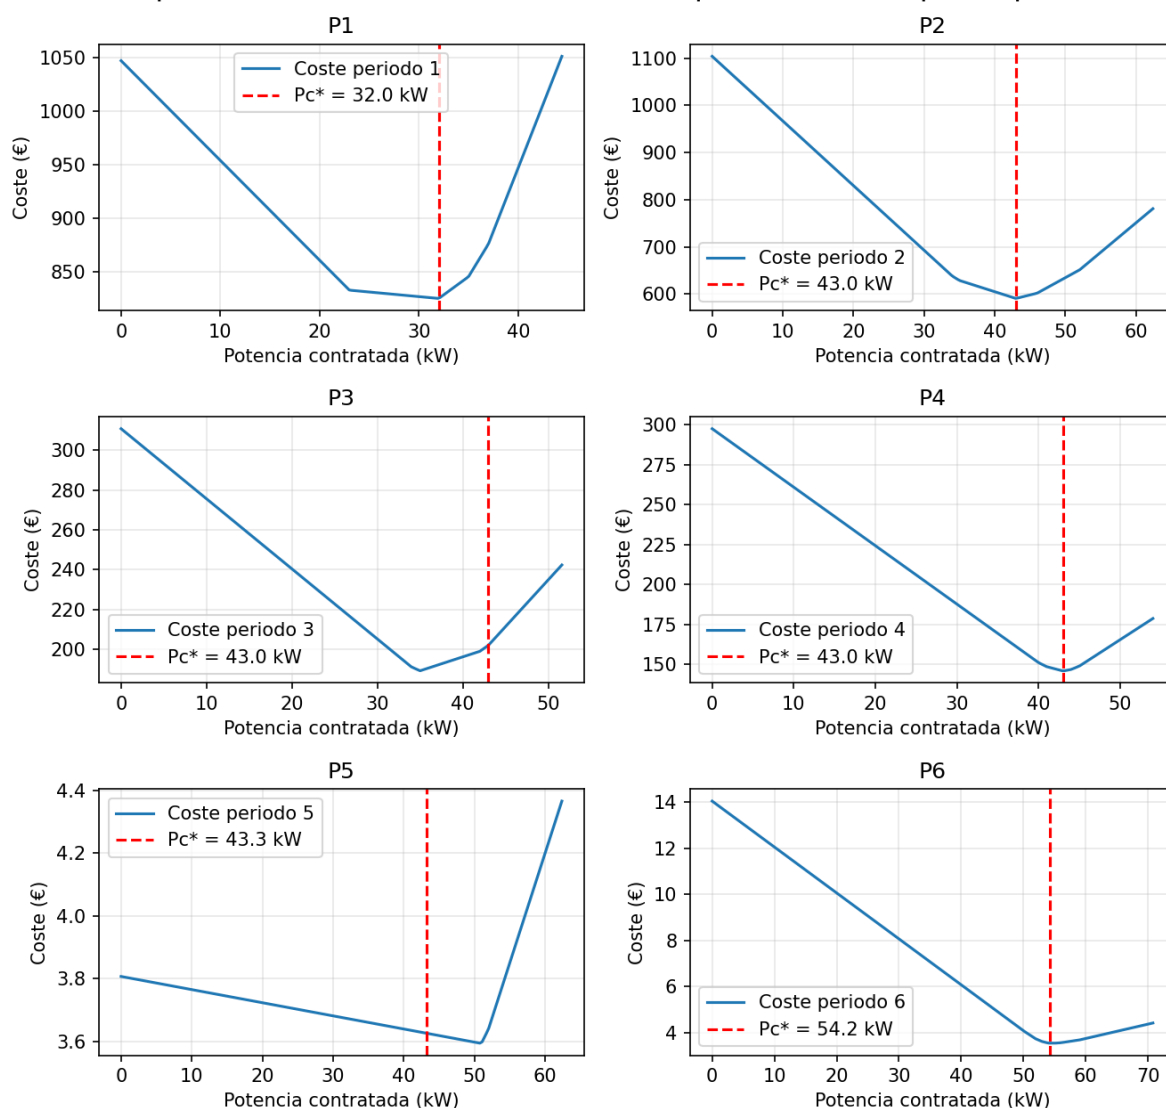 P1
Coste (€)
1050
1000
950
900
850
Coste periodo 1
Pc* = 32.0 kW
0 10 20 30 40
Potencia contratada (kW)
P2
Coste (€)
1100
1000
900
800
700
600
Coste periodo 2
Pc* = 43.0 kW
0 10 20 30 40 50 60
Potencia contratada (kW)
P3
Coste (€)
300
280
260
240
220
200
Coste periodo 3
Pc* = 43.0 kW
0 10 20 30 40 50
Potencia contratada (kW)
P4
Coste (€)
300
275
250
225
200
175
150
Coste periodo 4
Pc* = 43.0 kW
0 10 20 30 40 50
Potencia contratada (kW)
P5
Coste (€)
4.4
4.2
4.0
3.8
3.6
Coste periodo 5
Pc* = 43.3 kW
0 10 20 30 40 50 60
Potencia contratada (kW)
P6
Coste (€)
14
12
10
8
6
4
Coste periodo 6
Pc* = 54.2 kW
0 10 20 30 40 50 60 70
Potencia contratada (kW)